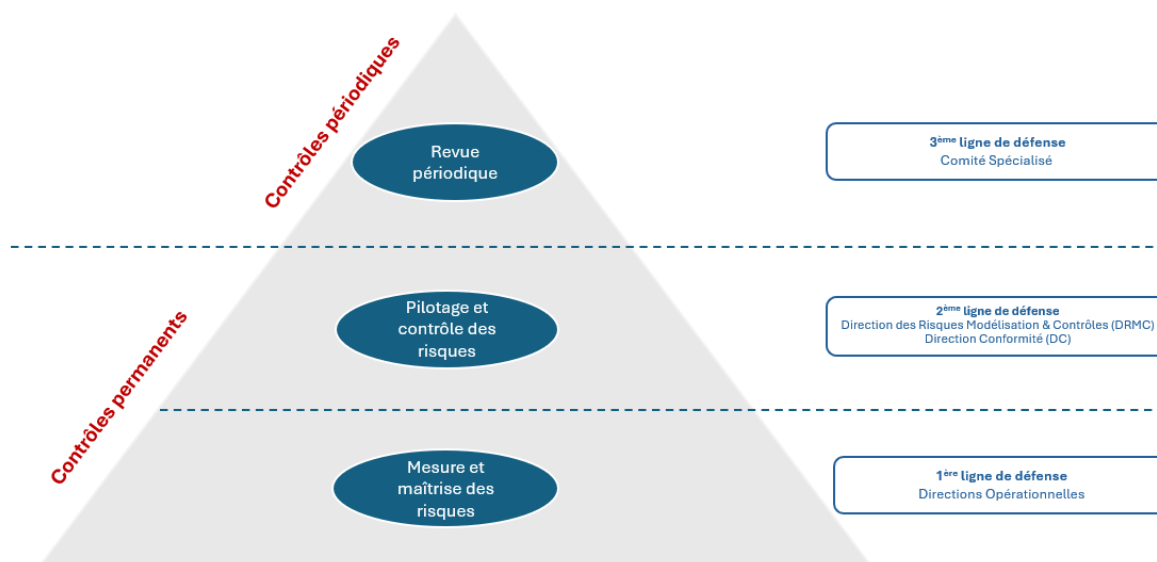 Contrôles périodiques
Revue
périodique
3ème ligne de défense
Comité Spécialisé
Contrôles permanents
Pilotage et
contrôle des
risques
2ème ligne de défense
Direction des Risques Modélisation & Contrôles (DRMC)
Direction Conformité (DC)
Mesure et
maîtrise des
risques
1ère ligne de défense
Directions Opérationnelles